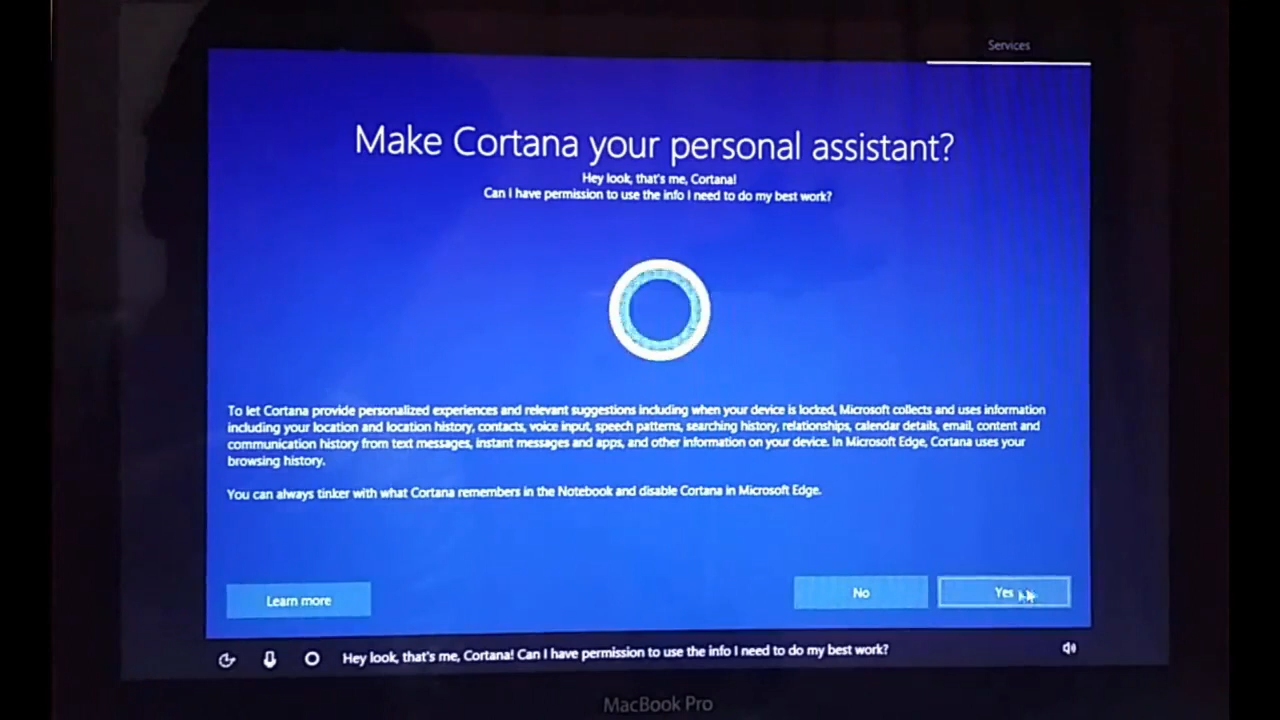 Services
Make Cortana your personal assistant?
Hey look, that's me, Cortana!
Can I have permission to use the info I need to do my best work?
To let Cortana provide personalized experiences and relevant suggestions including when your device is locked, Microsoft collects and uses information
including your location and location history, contacts, voice input, speech patterns, searching history, relationships, calendar details, email, content and
communication history from text messages, instant messages and apps, and other information on your device. In Microsoft Edge, Cortana uses your
browsing history.
You can always tinker with what Cortana remembers in the Notebook and disable Cortana in Microsoft Edge.
Learn more
No
Yes
Hey look, that's me, Cortana! Can I have permission to use the info I need to do my best work?
MacBook Pro